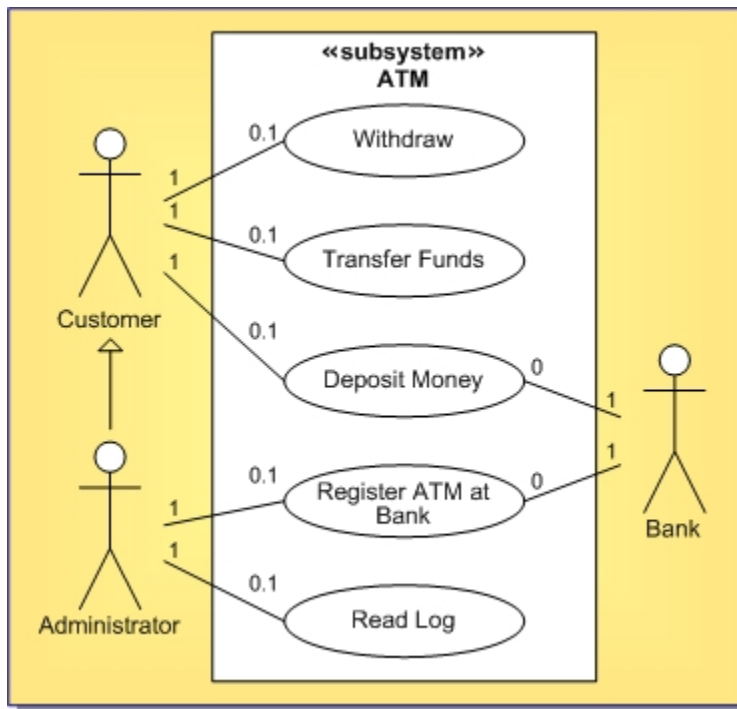 «subsystem»
ATM
0.1
Withdraw
1
1
0.1
Transfer Funds
1
Customer
0.1
Deposit Money
0
1
0.1
Register ATM at
Bank
0
1
1
Bank
1
0.1
Read Log
Administrator